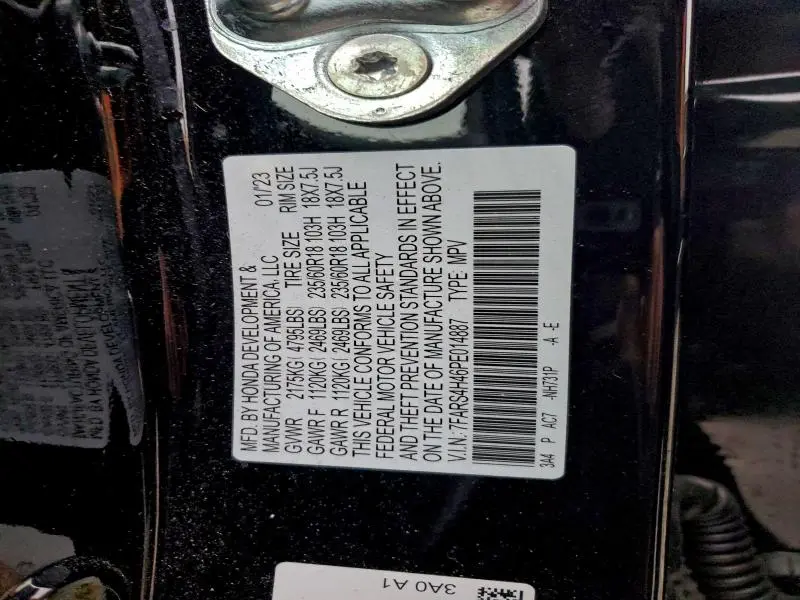 MFD. BY HONDA DEVELOPMENT &
MANUFACTURING OF AMERICA, LLC 01/23
GVWR 2175KG( 4795LBS) TIRE SIZE RIM SIZE
GAWR F 1120KG( 2469LBS) 235/60R18 103H 18X7.5J
GAWR R 1120KG( 2469LBS) 235/60R18 103H 18X7.5J
THIS VEHICLE CONFORMS TO ALL APPLICABLE
FEDERAL MOTOR VEHICLE SAFETY
AND THEFT PREVENTION STANDARDS IN EFFECT
ON THE DATE OF MANUFACTURE SHOWN ABOVE.
V.I.N: 7FARS4H46PE014887 TYPE: MPV
3A4 P AC7 -NH731P -A -E
3A0 A1